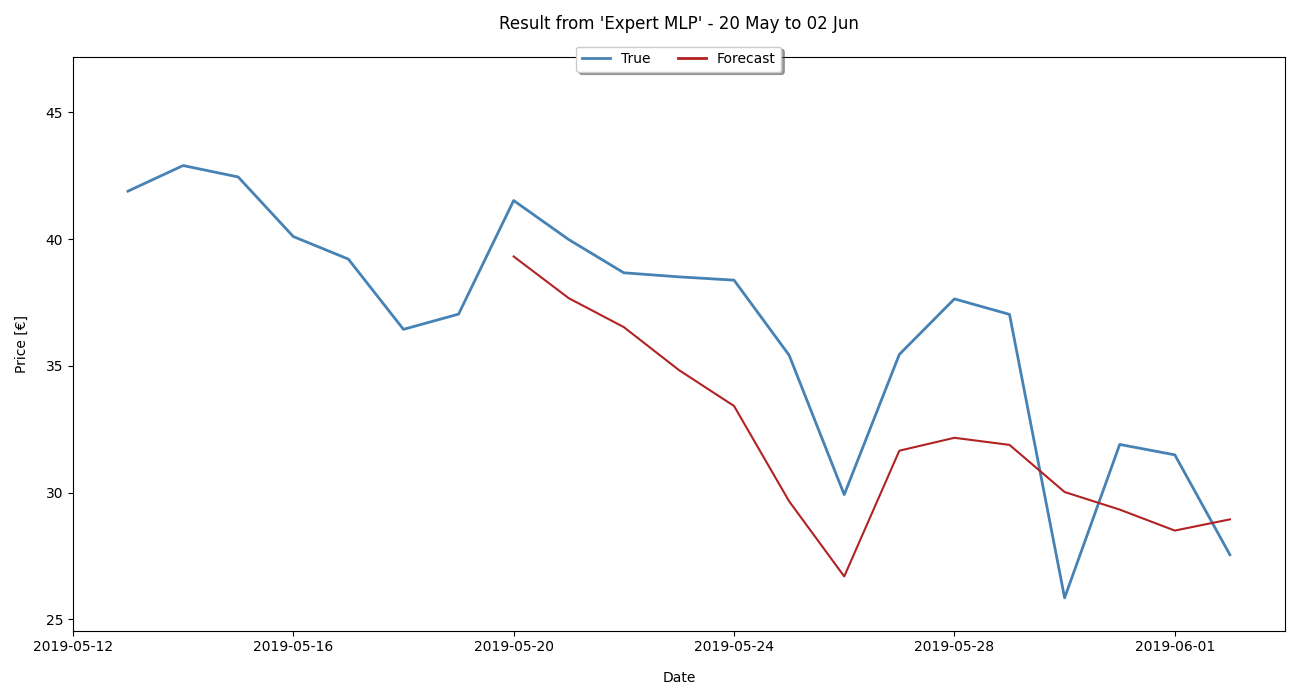 Result from 'Expert MLP' - 20 May to 02 Jun
True Forecast
45
40
35
30
25
Price [€]
2019-05-12 2019-05-16 2019-05-20 2019-05-24 2019-05-28 2019-06-01
Date